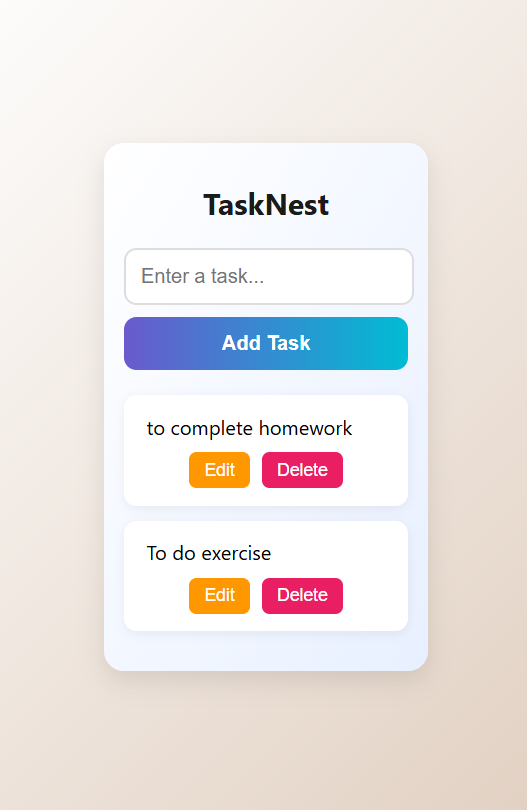 TaskNest
Enter a task...
Add Task
to complete homework
Edit Delete
To do exercise
Edit Delete